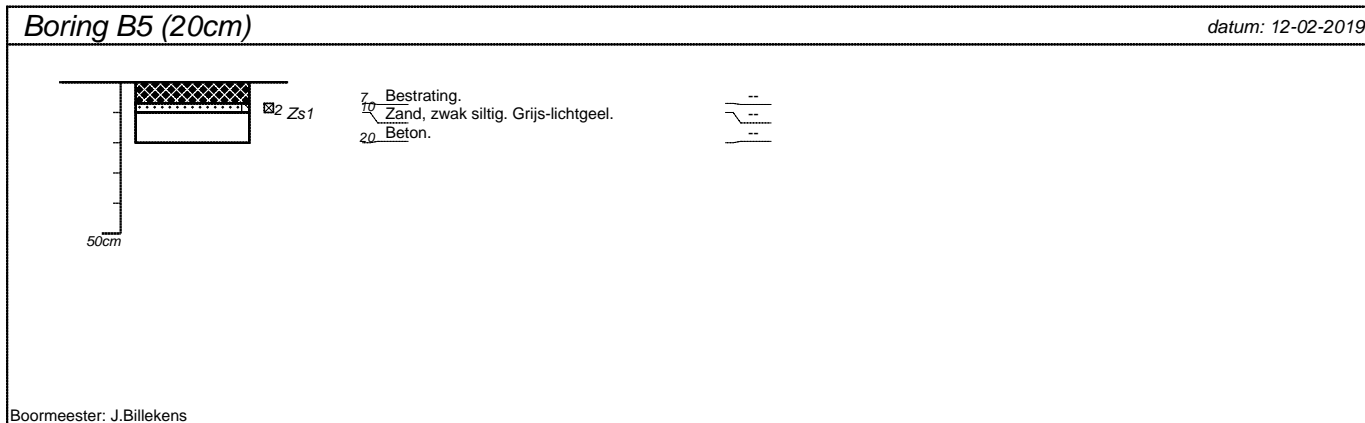 Boring B5 (20cm) datum: 12-02-2019
7 Bestrating. --
2 Zs1 10 Zand, zwak siltig. Grijs-lichtgeel. --
20 Beton. --
50cm
Boormeester: J.Billekens